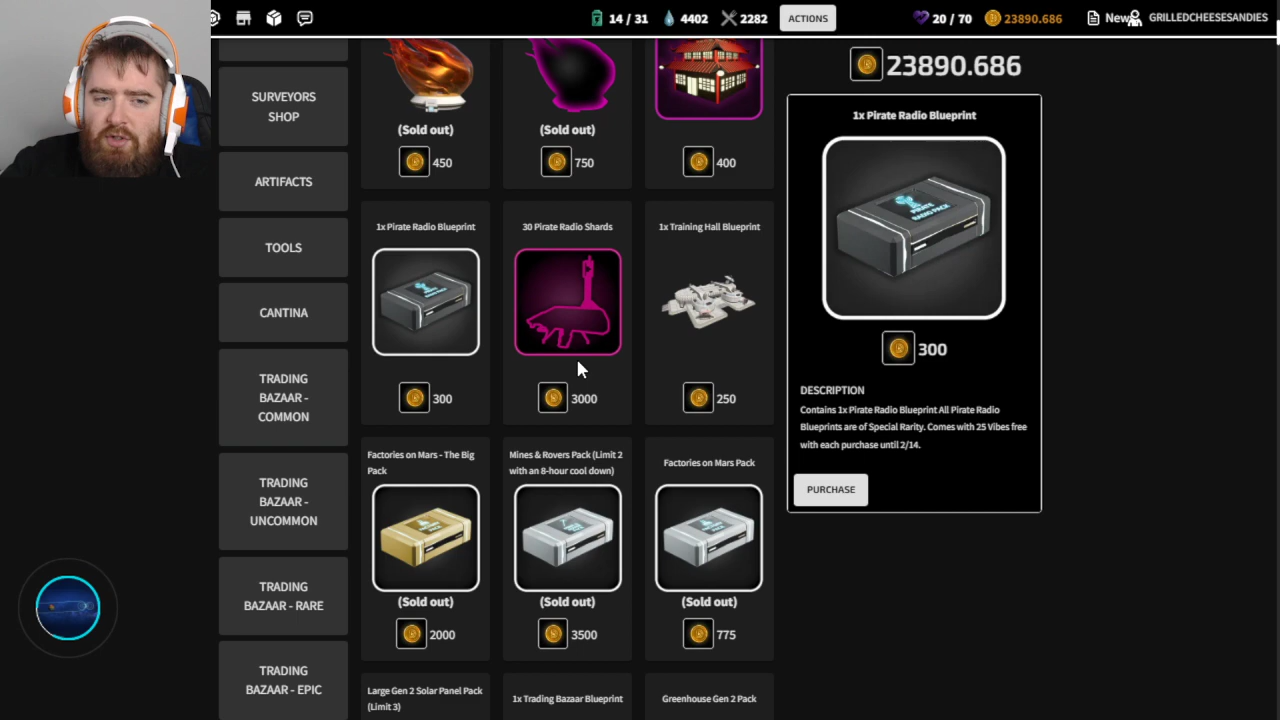 14 / 31
4402
2282
ACTIONS
20 / 70
23890.686
New
GRILLEDCHEESESANDIES
SURVEYORS
SHOP
ARTIFACTS
TOOLS
CANTINA
TRADING
BAZAAR -
COMMON
TRADING
BAZAAR -
UNCOMMON
TRADING
BAZAAR - RARE
TRADING
BAZAAR - EPIC
(Sold out)
450
(Sold out)
750
400
1x Pirate Radio Blueprint
300
30 Pirate Radio Shards
3000
1x Training Hall Blueprint
250
Factories on Mars - The Big
Pack
(Sold out)
2000
Mines & Rovers Pack (Limit 2
with an 8-hour cool down)
(Sold out)
3500
Factories on Mars Pack
(Sold out)
775
Large Gen 2 Solar Panel Pack
(Limit 3)
1x Trading Bazaar Blueprint
Greenhouse Gen 2 Pack
23890.686
1x Pirate Radio Blueprint
PIRATE
RADIO PACK
300
DESCRIPTION
Contains 1x Pirate Radio Blueprint All Pirate Radio
Blueprints are of Special Rarity. Comes with 25 Vibes free
with each purchase until 2/14.
PURCHASE